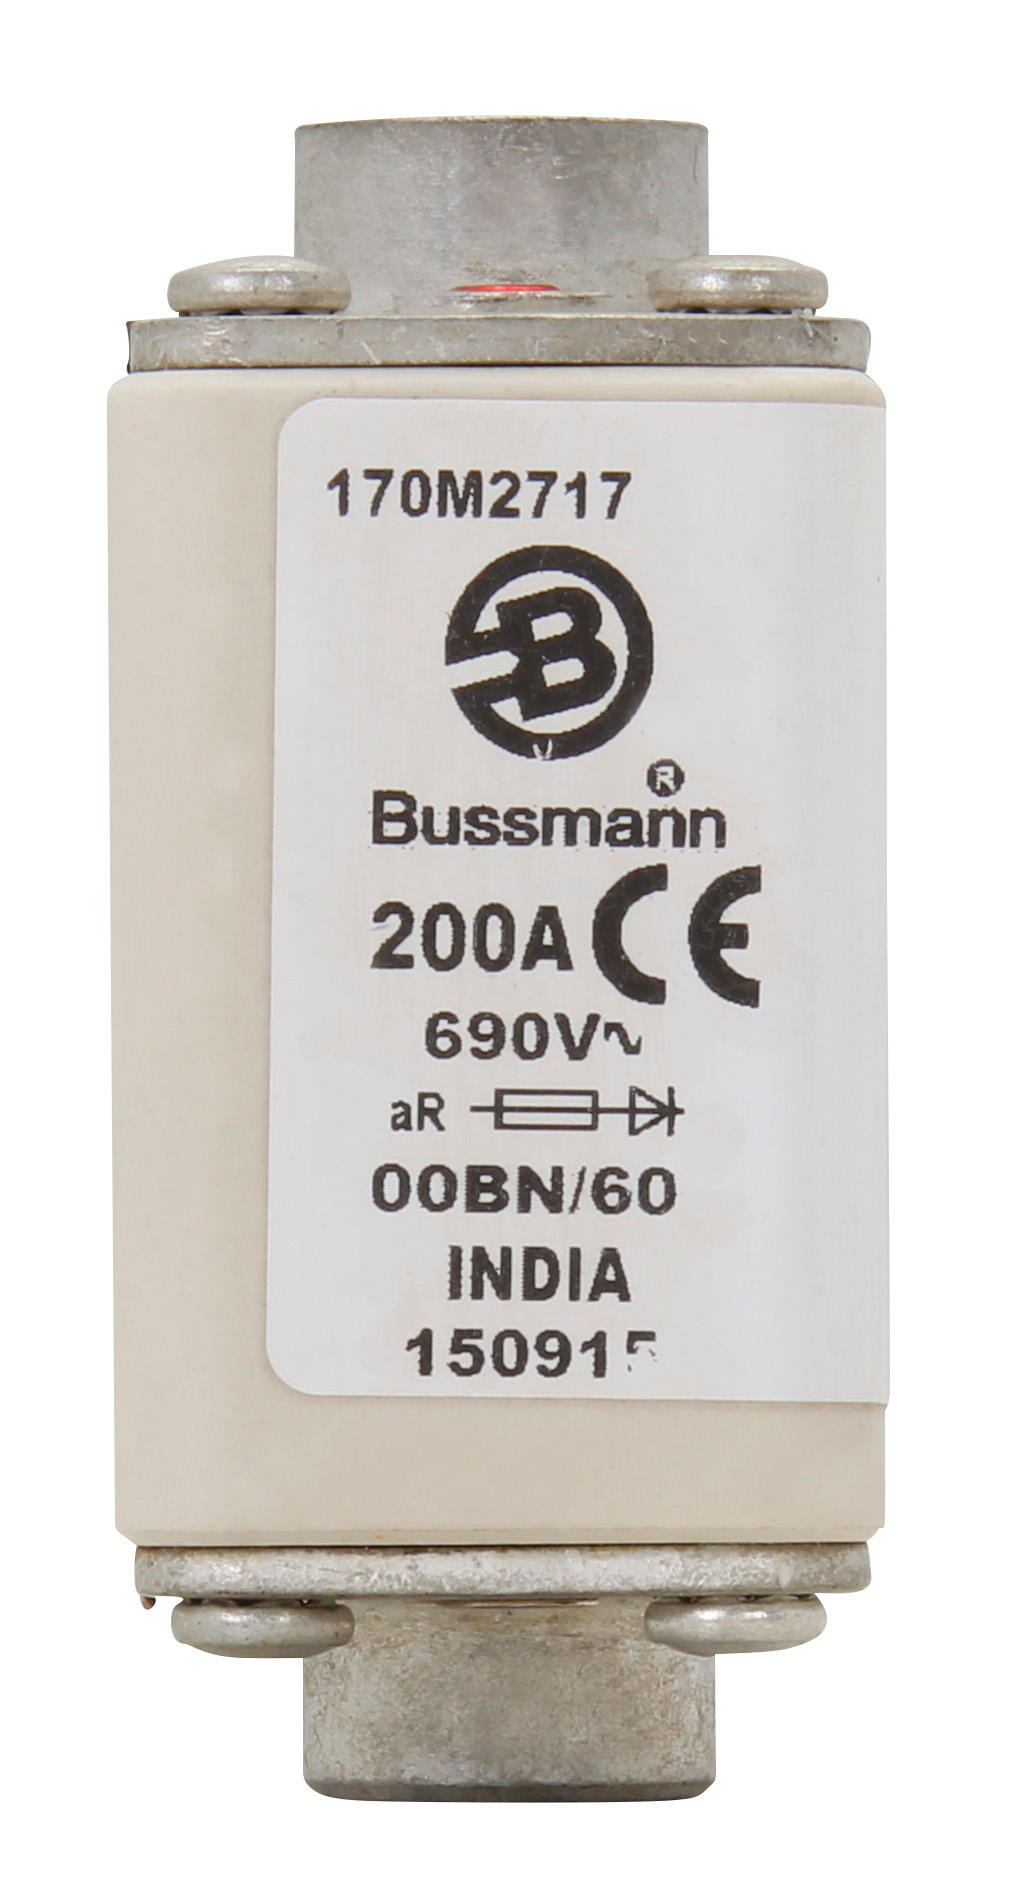 170M2717
B
Bussmann®
200A CE
690V~
aR
00BN/60
INDIA
150915